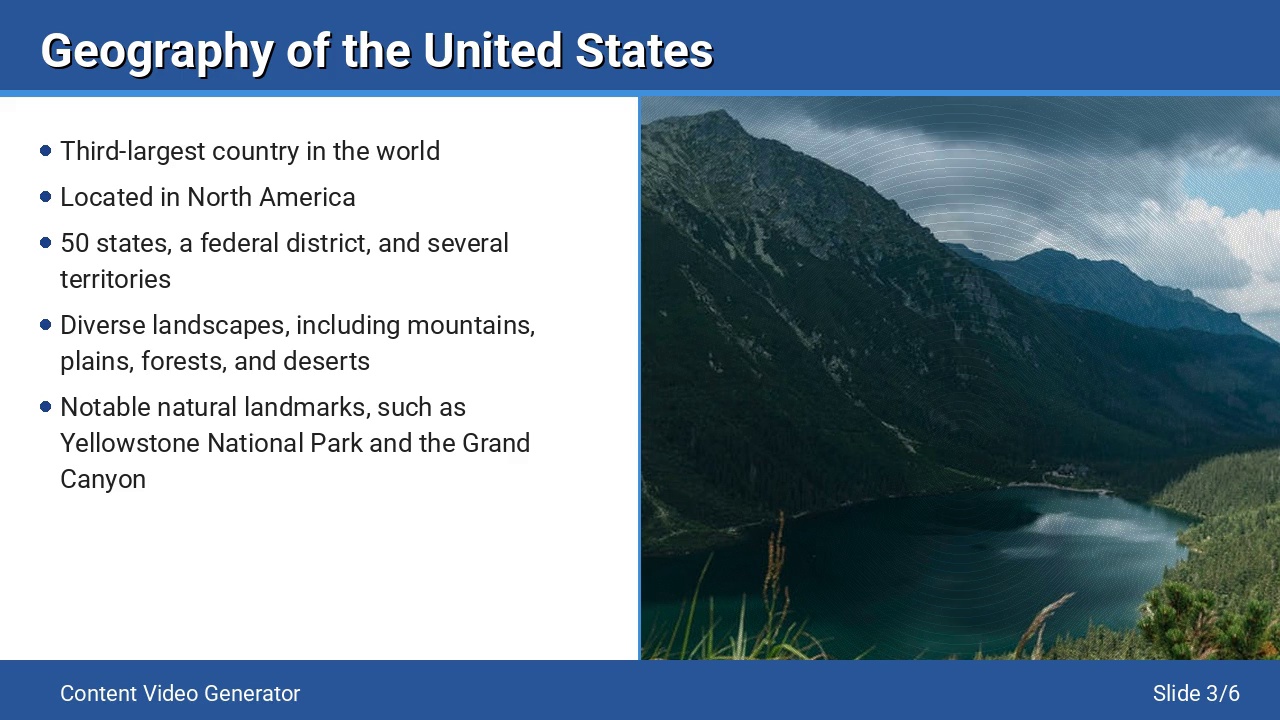 Geography of the United States
Third-largest country in the world
Located in North America
50 states, a federal district, and several
territories
Diverse landscapes, including mountains,
plains, forests, and deserts
Notable natural landmarks, such as
Yellowstone National Park and the Grand
Canyon
Content Video Generator
Slide 3/6